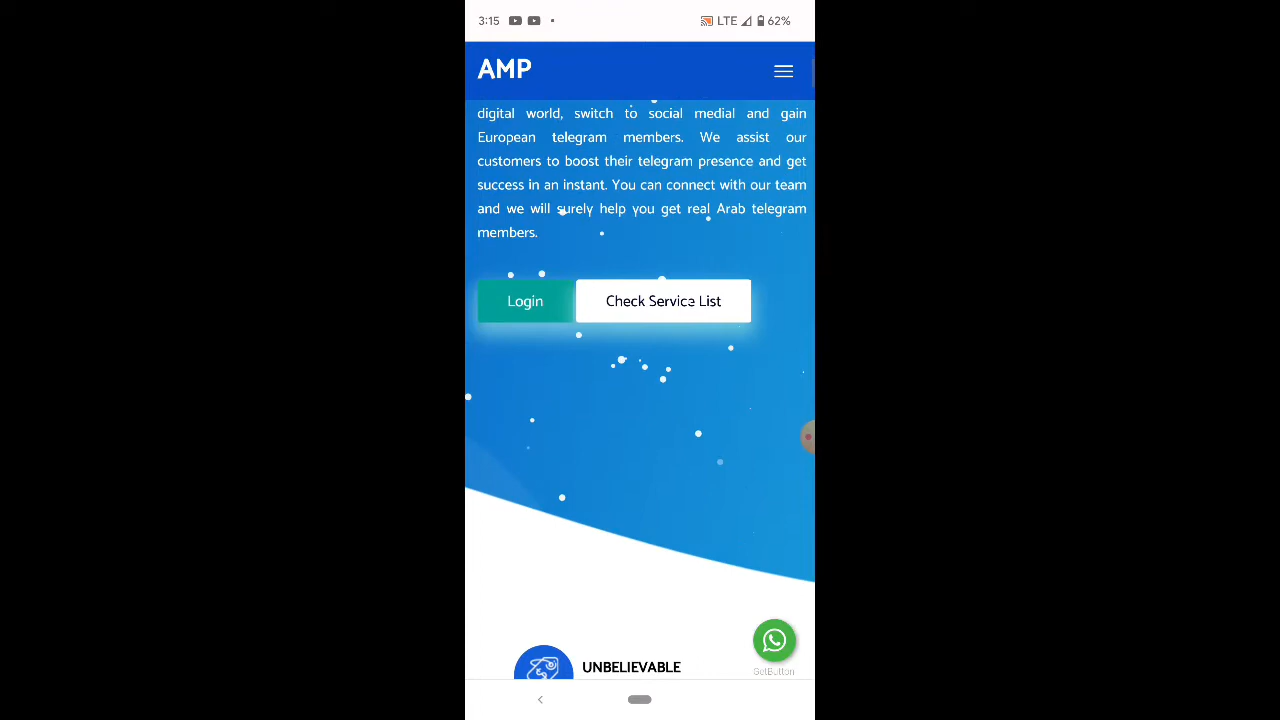 3:15 LTE 62%
AMP
digital world, switch to social medial and gain
European telegram members. We assist our
customers to boost their telegram presence and get
success in an instant. You can connect with our team
and we will surely help you get real Arab telegram
members.
Login Check Service List
UNBELIEVABLE
GetButton